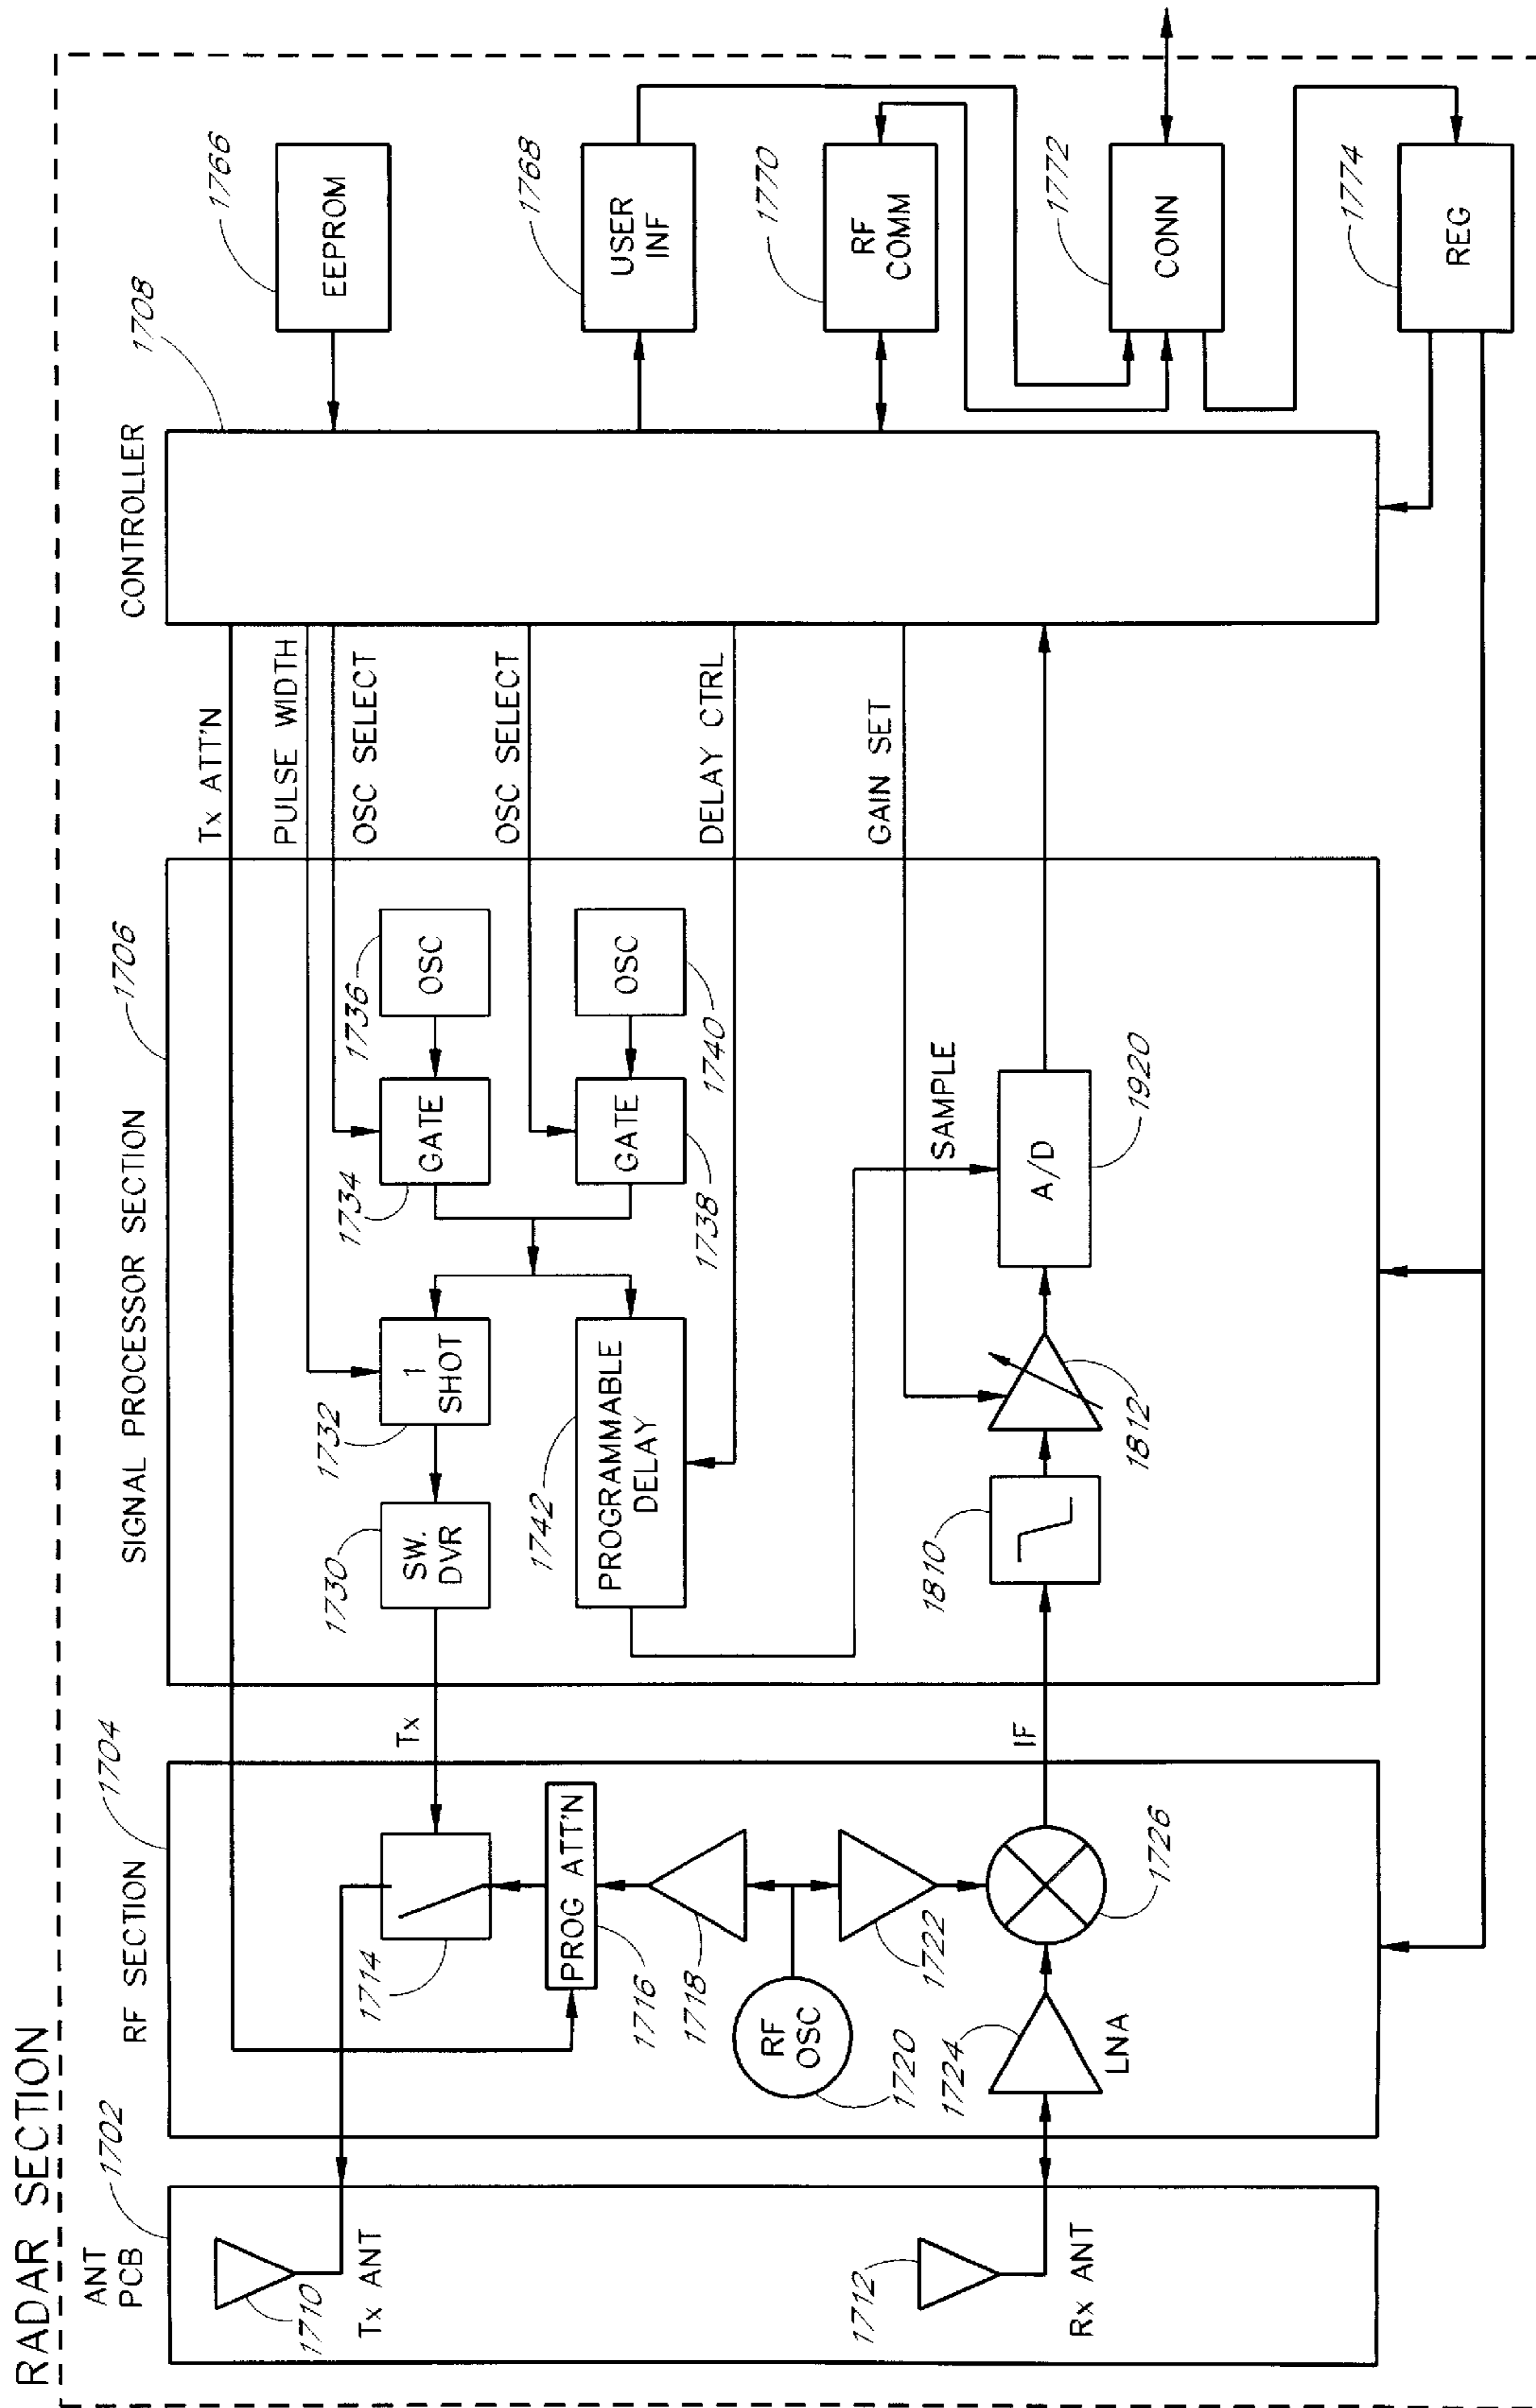 RADAR SECTION
ANT
PCB
1702
1710
Tx ANT
1712
Rx ANT
RF SECTION
1704
1714
PROG ATT'N
1716
1718
RF
OSC
1720
1722
1724
LNA
1726
Tx
IF
SIGNAL PROCESSOR SECTION
1706
SW.
DVR
1730
1
SHOT
1732
GATE
1734
OSC
1736
GATE
1738
OSC
1740
PROGRAMMABLE
DELAY
1742
SAMPLE
1810
1812
A/D
1920
Tx ATT'N
PULSE WIDTH
OSC SELECT
OSC SELECT
DELAY CTRL
GAIN SET
CONTROLLER
1708
EEPROM
1766
USER
INF
1768
RF
COMM
1770
CONN
1772
REG
1774